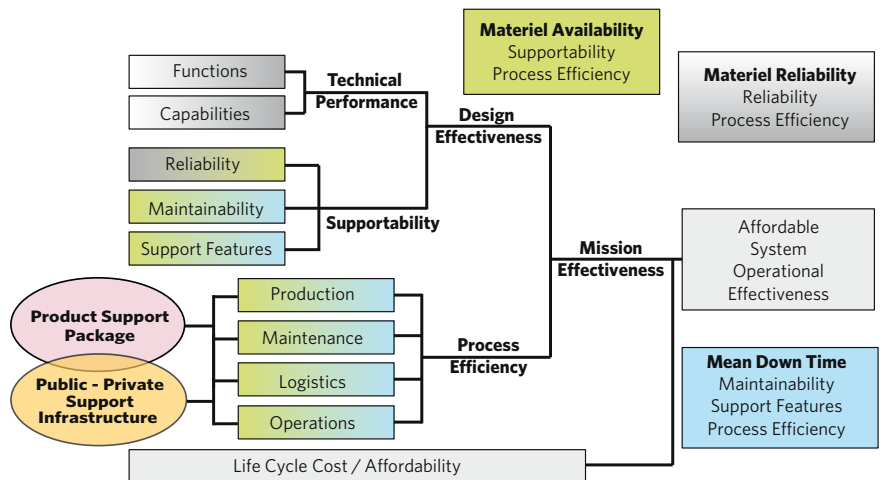 Materiel Availability
Supportability
Process Efficiency
Materiel Reliability
Reliability
Process Efficiency
Functions
Capabilities
Technical
Performance
Design
Effectiveness
Reliability
Maintainability
Support Features
Supportability
Mission
Effectiveness
Affordable
System
Operational
Effectiveness
Product Support
Package
Public - Private
Support
Infrastructure
Production
Maintenance
Logistics
Operations
Process
Efficiency
Mean Down Time
Maintainability
Support Features
Process Efficiency
Life Cycle Cost / Affordability